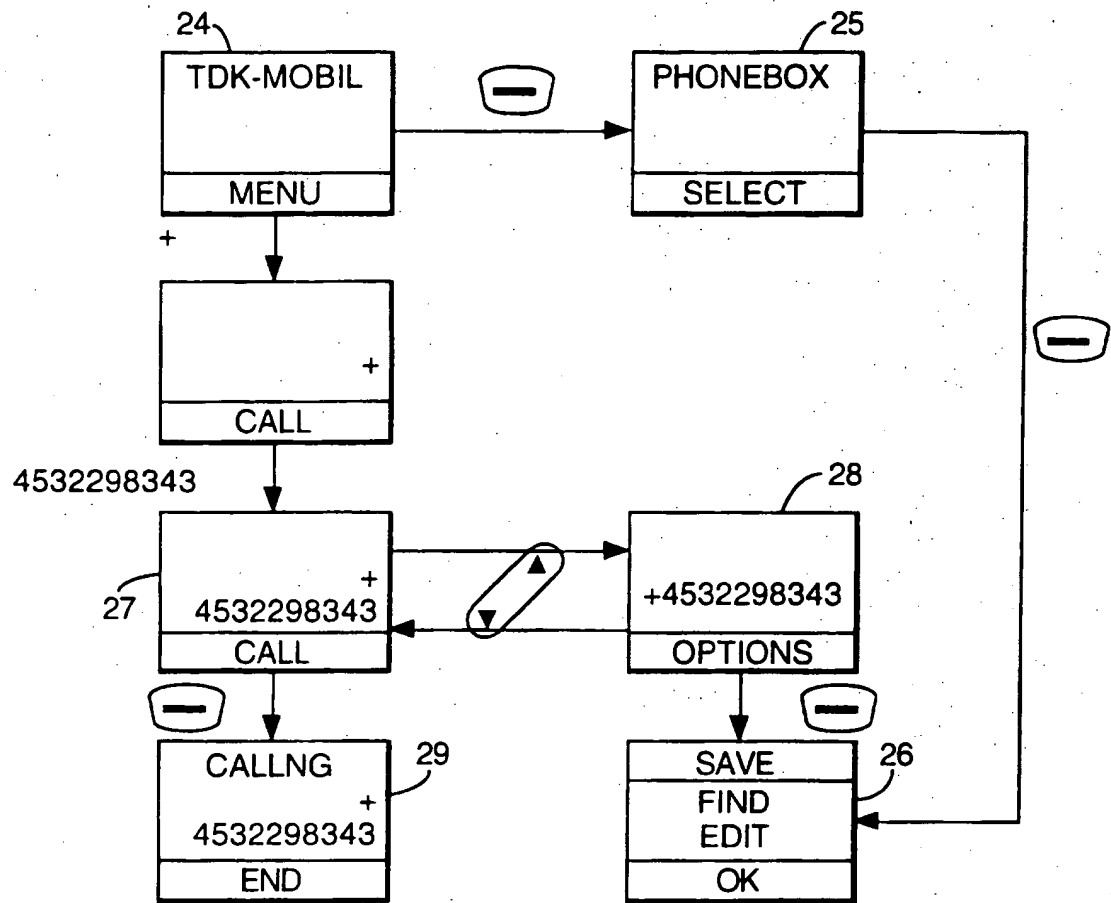 24
25
TDK-MOBIL
PHONEBOX
MENU
SELECT
+
+
CALL
4532298343
28
27
+
4532298343
+4532298343
CALL
OPTIONS
CALLNG
29
SAVE
26
+
FIND
4532298343
EDIT
END
OK